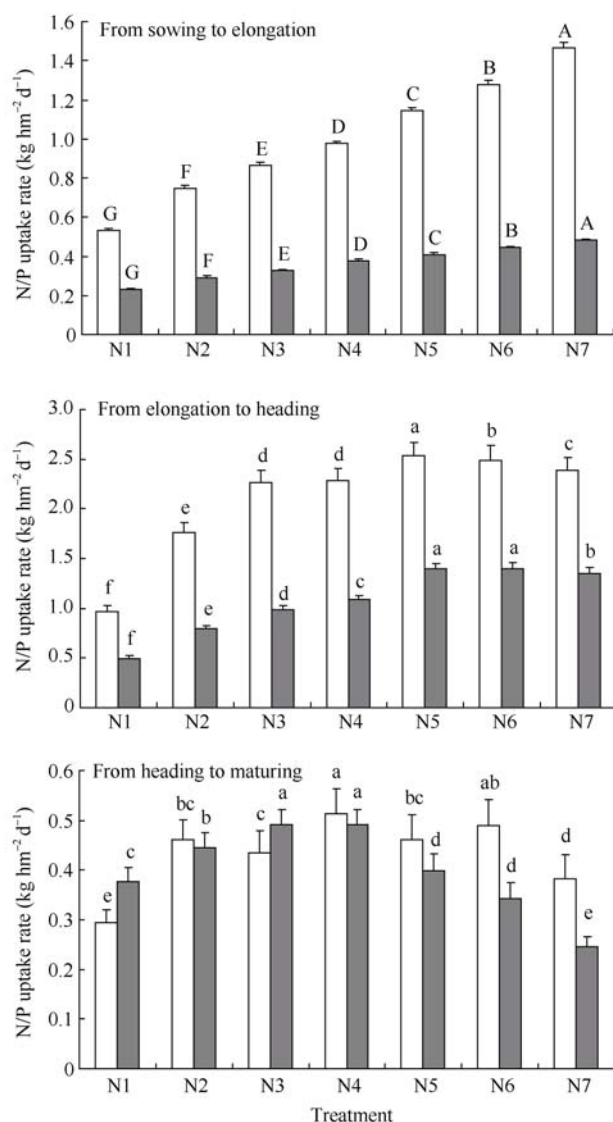 From sowing to elongation
N/P uptake rate (kg hm⁻² d⁻¹)
1.6
1.4
1.2
1.0
0.8
0.6
0.4
0.2
0
G G F F E E D D C C B B A A
N1 N2 N3 N4 N5 N6 N7
From elongation to heading
N/P uptake rate (kg hm⁻² d⁻¹)
3.0
2.5
2.0
1.5
1.0
0.5
0
f f e e d d d c a a b a c b
N1 N2 N3 N4 N5 N6 N7
From heading to maturing
N/P uptake rate (kg hm⁻² d⁻¹)
0.6
0.5
0.4
0.3
0.2
0.1
0
e c bc b c a a a bc d ab d d e
N1 N2 N3 N4 N5 N6 N7
Treatment